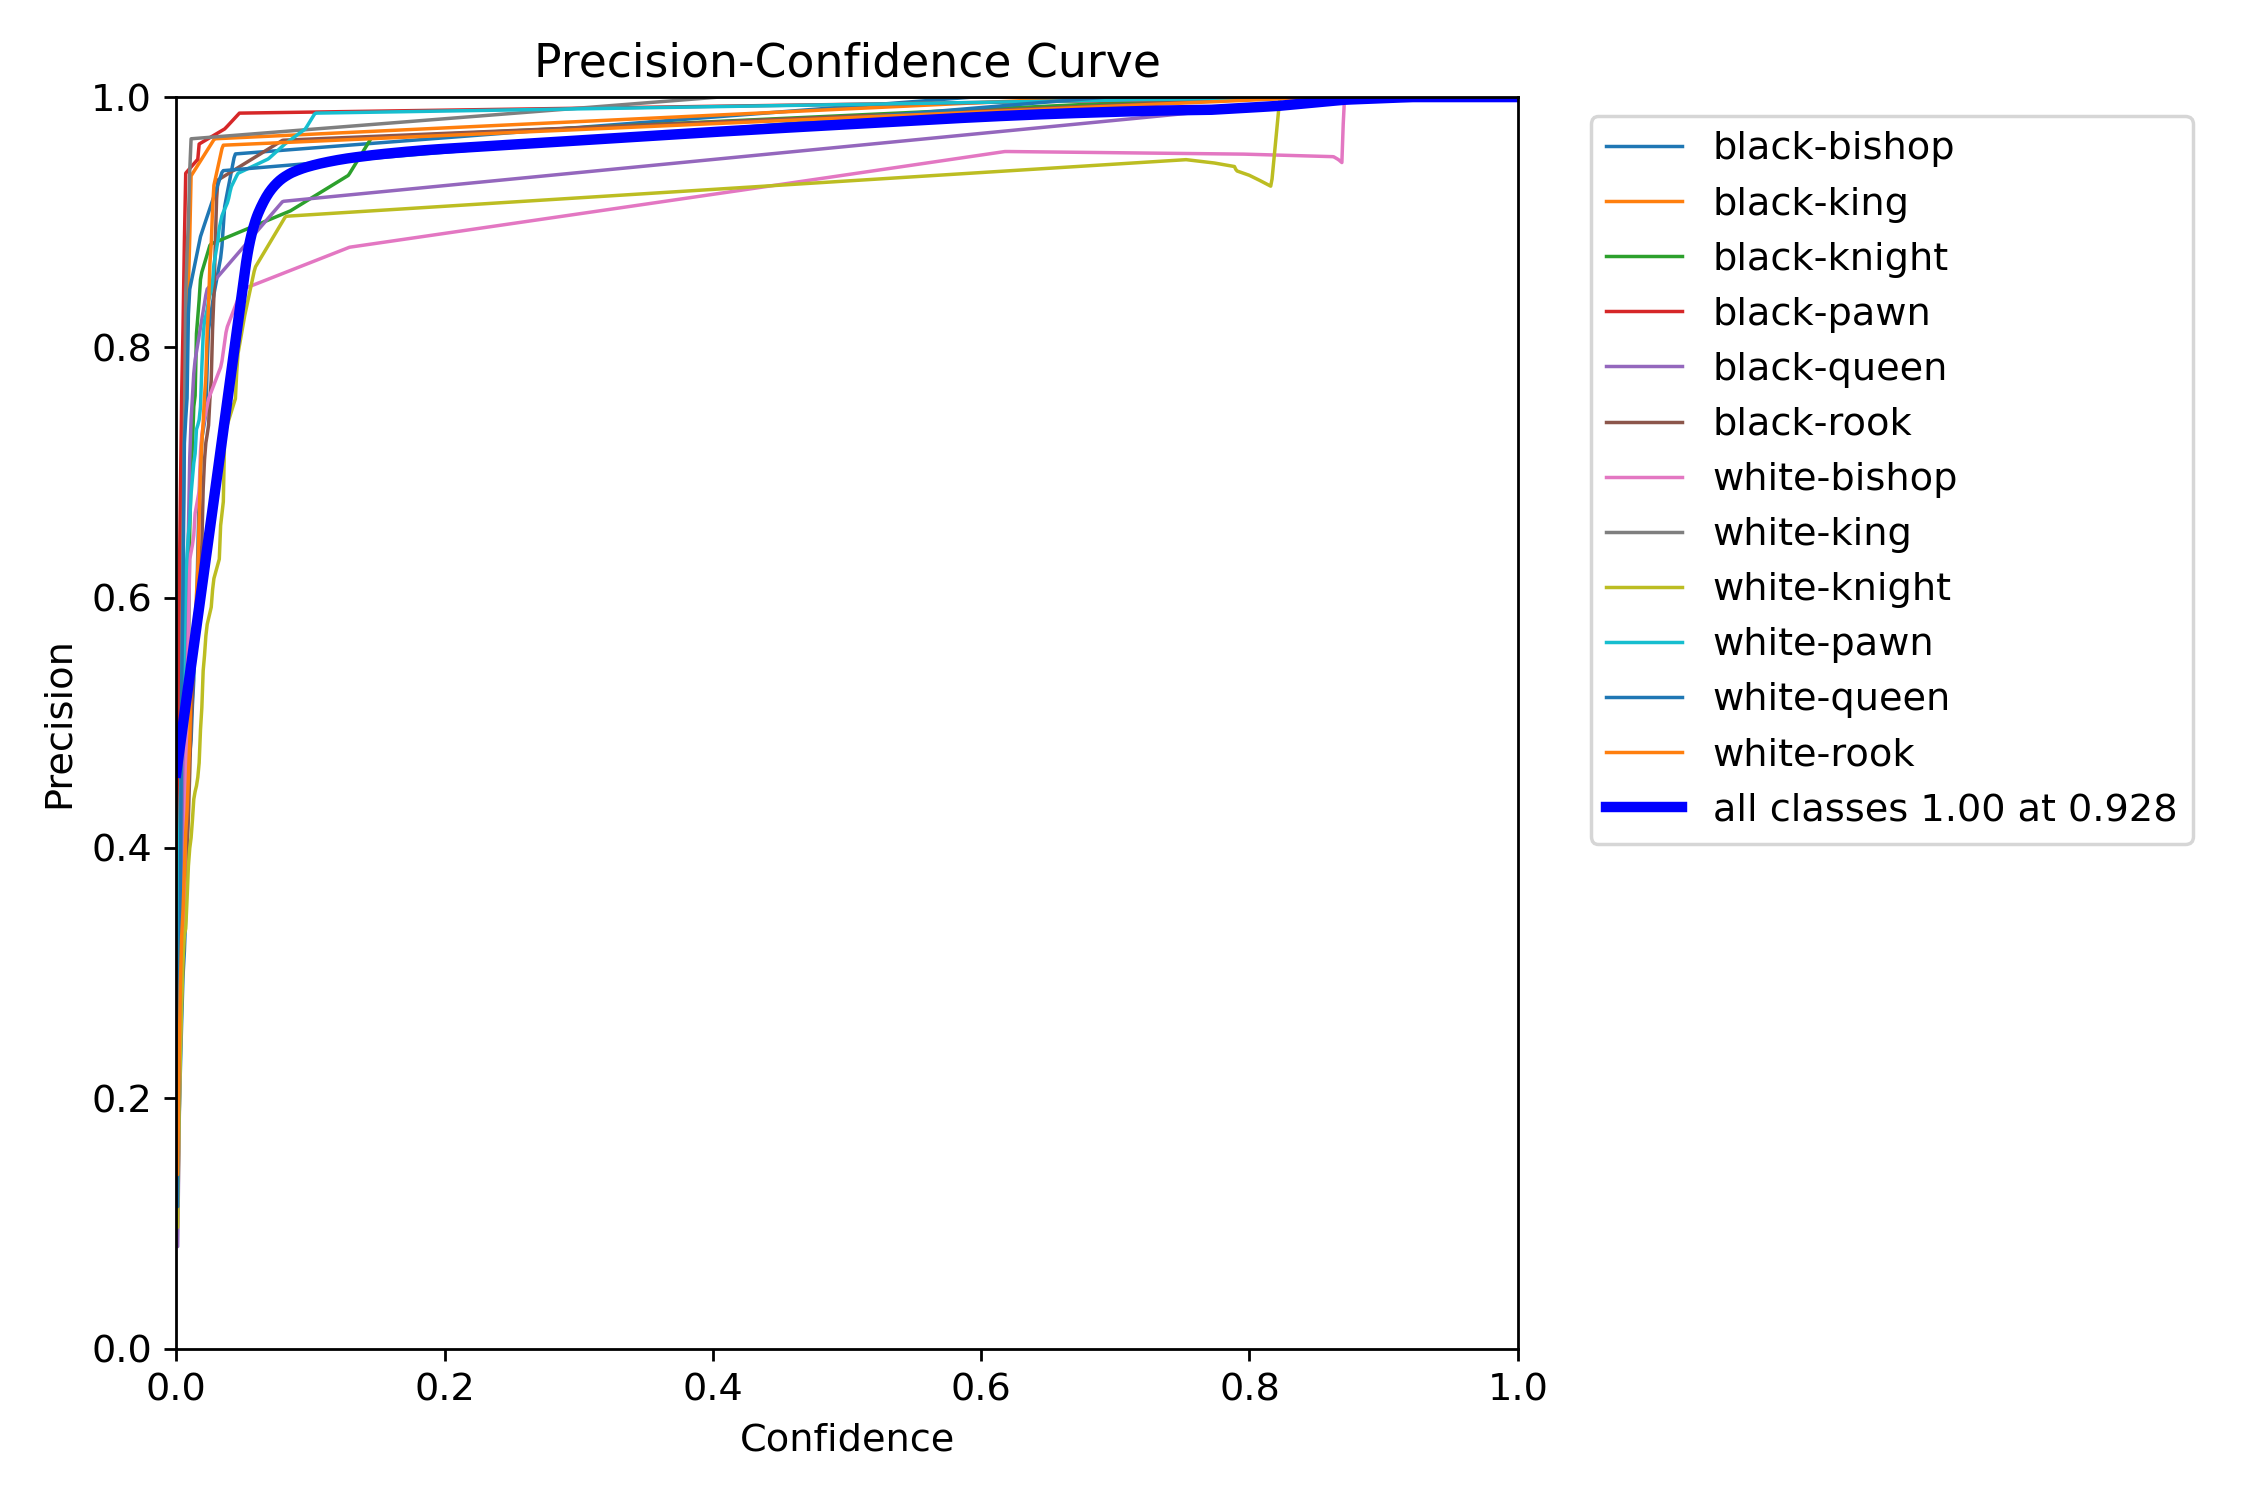 Precision-Confidence Curve
1.0
0.8
0.6
0.4
0.2
0.0
Precision
0.0 0.2 0.4 0.6 0.8 1.0
Confidence
black-bishop
black-king
black-knight
black-pawn
black-queen
black-rook
white-bishop
white-king
white-knight
white-pawn
white-queen
white-rook
all classes 1.00 at 0.928